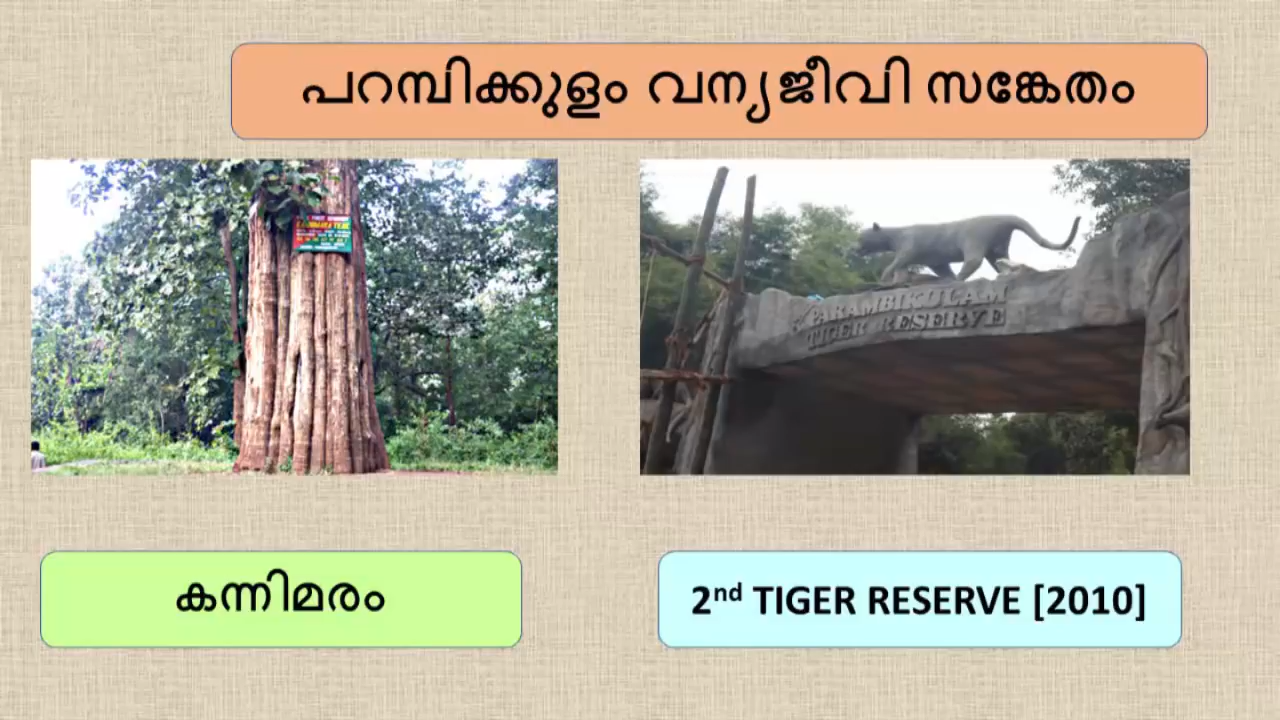 പറമ്പിക്കുളം വന്യജീവി സങ്കേതം
PARAMBIKULAM
TIGER RESERVE
കന്നിമരം
2nd TIGER RESERVE [2010]